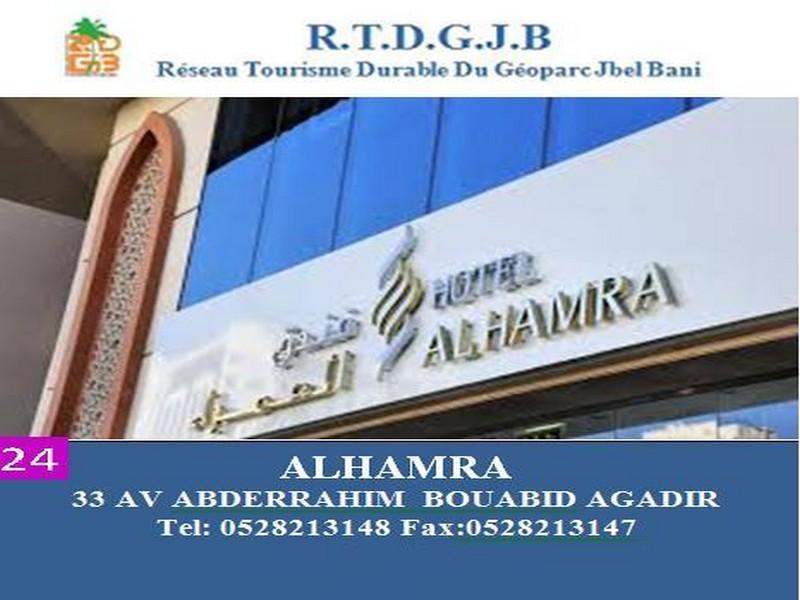 R.T.D.G.J.B
Réseau Tourisme Durable Du Géoparc Jbel Bani
HOTEL
ALHAMRA
24
ALHAMRA
33 AV ABDERRAHIM BOUABID AGADIR
Tel: 0528213148 Fax:0528213147